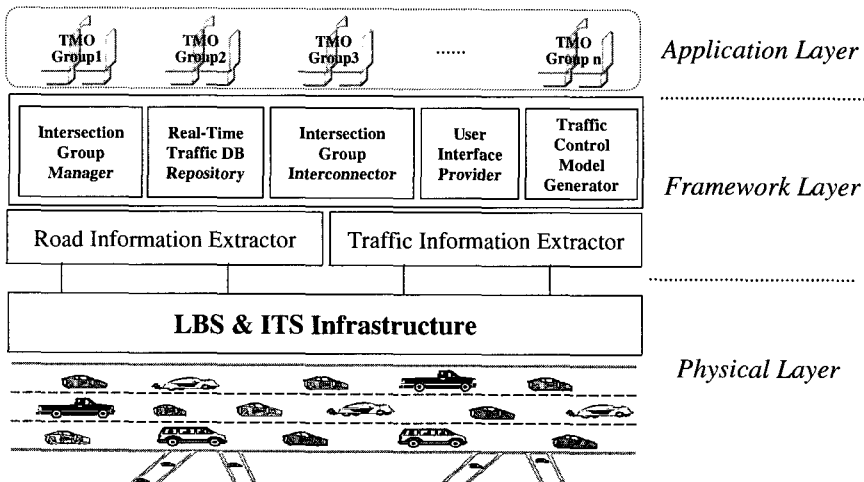 TMO
Group1
TMO
Group2
TMO
Group3
......
TMO
Group n
Application Layer
Intersection
Group
Manager
Real-Time
Traffic DB
Repository
Intersection
Group
Interconnector
User
Interface
Provider
Traffic
Control
Model
Generator
Framework Layer
Road Information Extractor
Traffic Information Extractor
LBS & ITS Infrastructure
Physical Layer